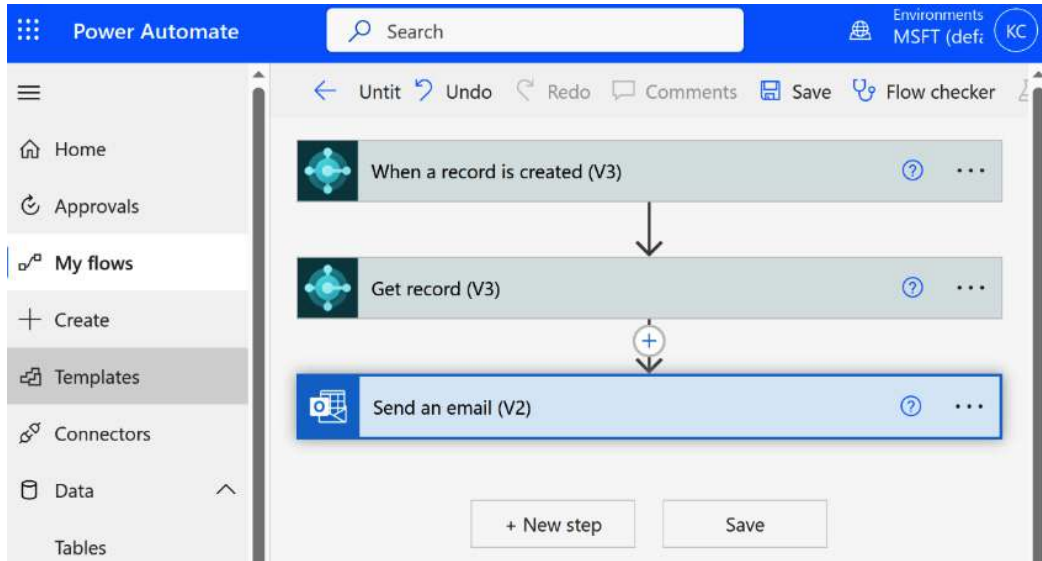 Power Automate
Search
Environments
MSFT (defa
KC
Untit
Undo
Redo
Comments
Save
Flow checker
Home
Approvals
My flows
Create
Templates
Connectors
Data
Tables
When a record is created (V3)
Get record (V3)
Send an email (V2)
+ New step
Save